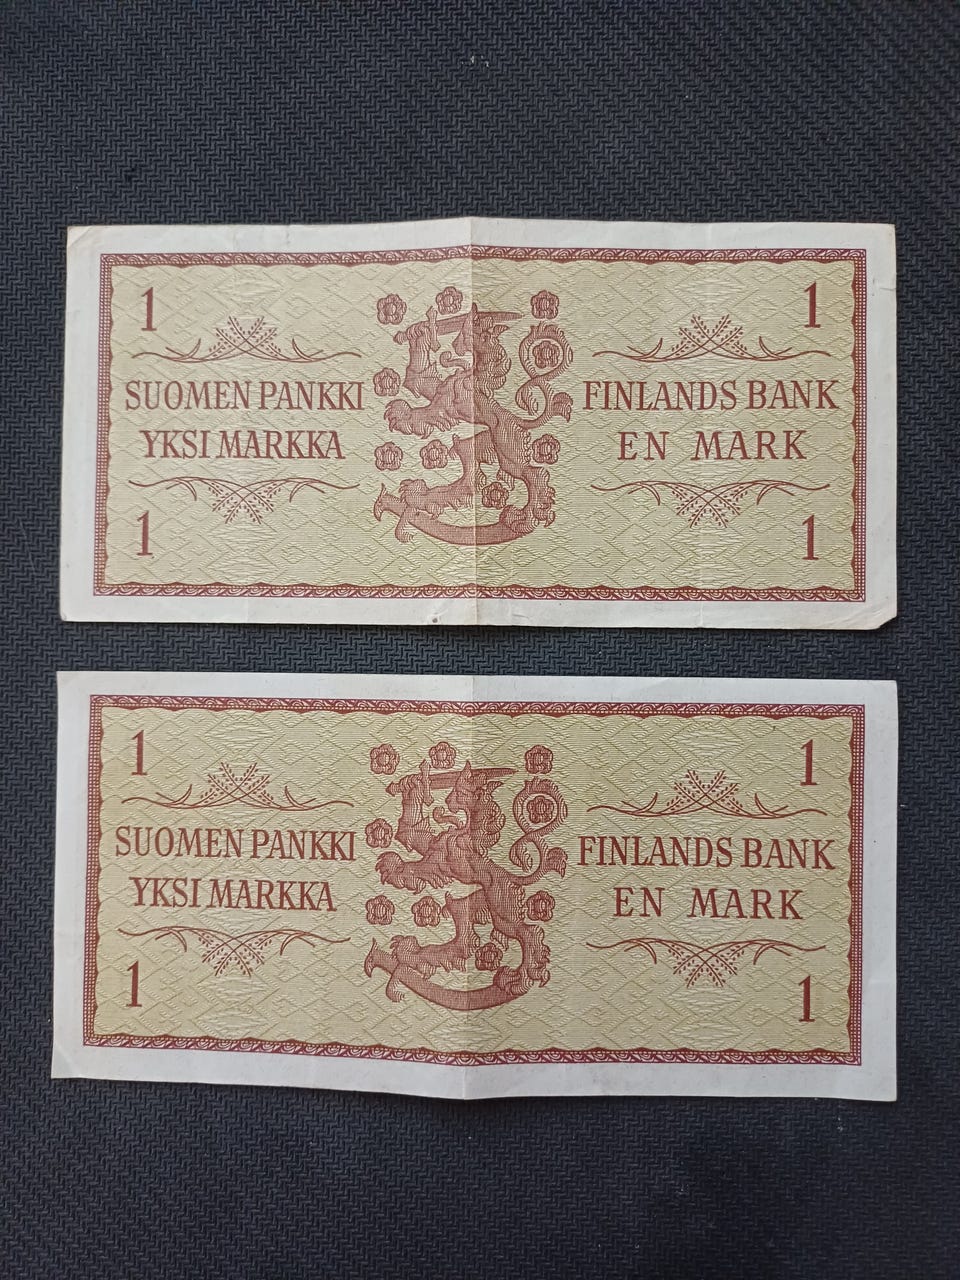 1 1
SUOMEN PANKKI FINLANDS BANK
YKSI MARKKA EN MARK
1 1
1 1
SUOMEN PANKKI FINLANDS BANK
YKSI MARKKA EN MARK
1 1